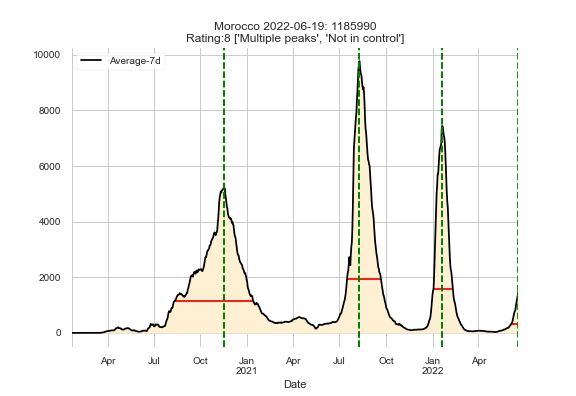 Morocco 2022-06-19: 1185990
Rating:8 ['Multiple peaks', 'Not in control']
Average-7d
10000
8000
6000
4000
2000
0
Apr Jul Oct Jan Apr Jul Oct Jan Apr
2021 2022
Date